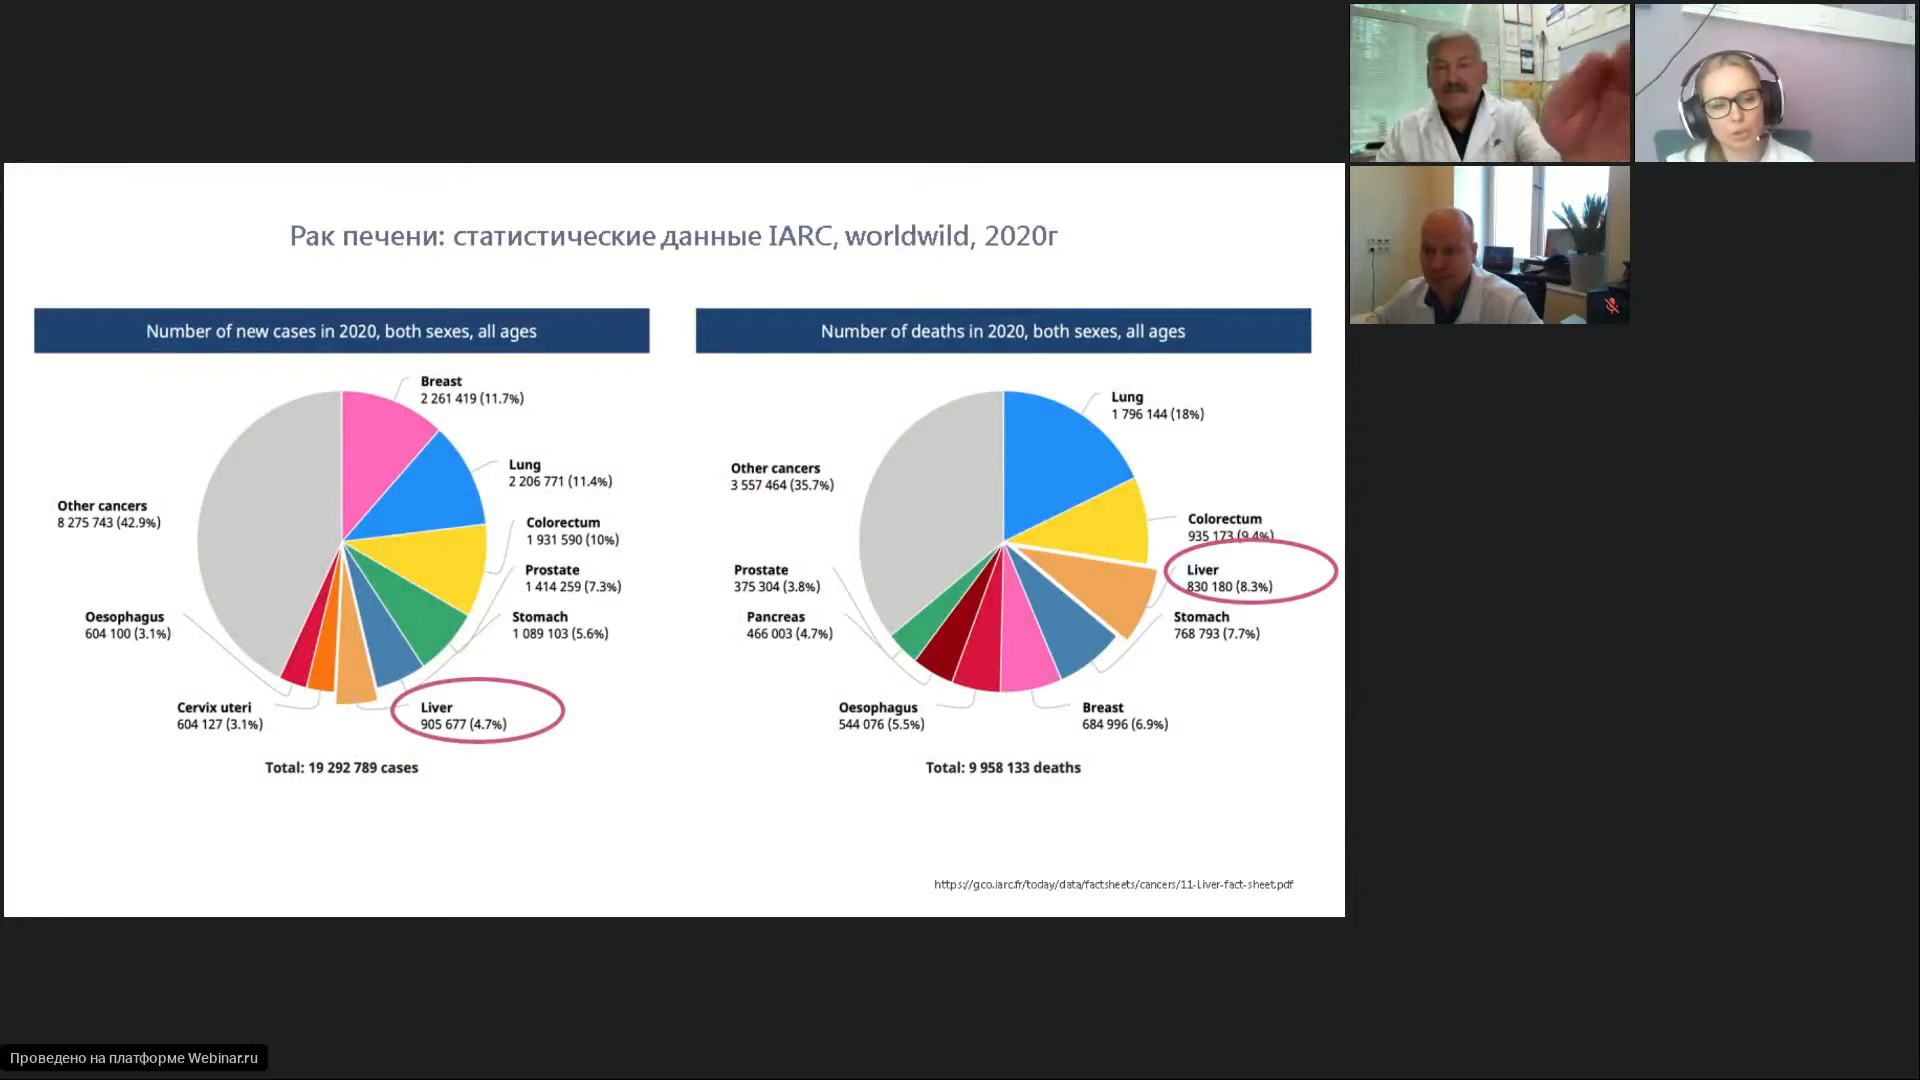 Рак печени: статистические данные IARC, worldwild, 2020г
Number of new cases in 2020, both sexes, all ages
Breast
2 261 419 (11.7%)
Lung
2 206 771 (11.4%)
Colorectum
1 931 590 (10%)
Prostate
1 414 259 (7.3%)
Stomach
1 089 103 (5.6%)
Liver
905 677 (4.7%)
Cervix uteri
604 127 (3.1%)
Oesophagus
604 100 (3.1%)
Other cancers
8 275 743 (42.9%)
Total: 19 292 789 cases
Number of deaths in 2020, both sexes, all ages
Lung
1 796 144 (18%)
Colorectum
935 173 (9.4%)
Liver
830 180 (8.3%)
Stomach
768 793 (7.7%)
Breast
684 996 (6.9%)
Oesophagus
544 076 (5.5%)
Pancreas
466 003 (4.7%)
Prostate
375 304 (3.8%)
Other cancers
3 557 464 (35.7%)
Total: 9 958 133 deaths
https://gco.iarc.fr/today/data/factsheets/cancers/11-Liver-fact-sheet.pdf
Проведено на платформе Webinar.ru